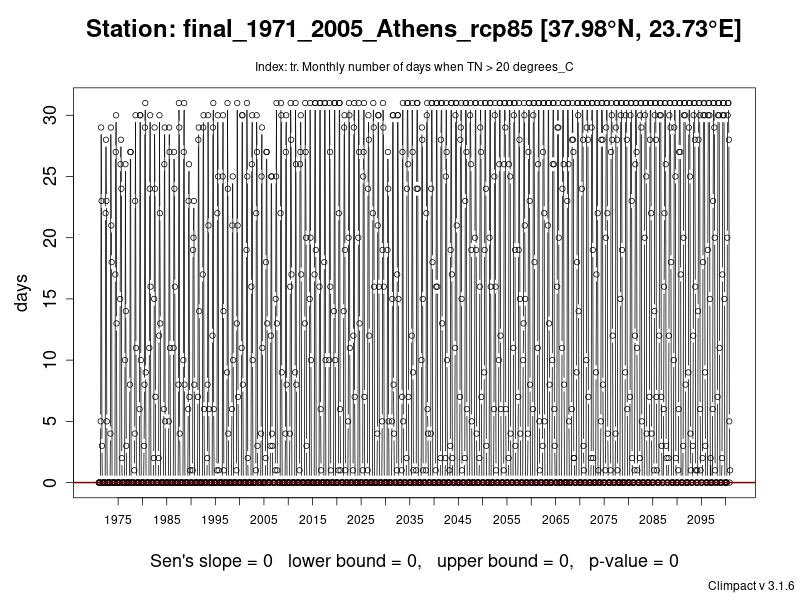 Station: final_1971_2005_Athens_rcp85 [37.98°N, 23.73°E]
Index: tr. Monthly number of days when TN > 20 degrees_C
days
30
25
20
15
10
5
0
1975 1985 1995 2005 2015 2025 2035 2045 2055 2065 2075 2085 2095
Sen's slope = 0 lower bound = 0, upper bound = 0, p-value = 0
Climpact v 3.1.6